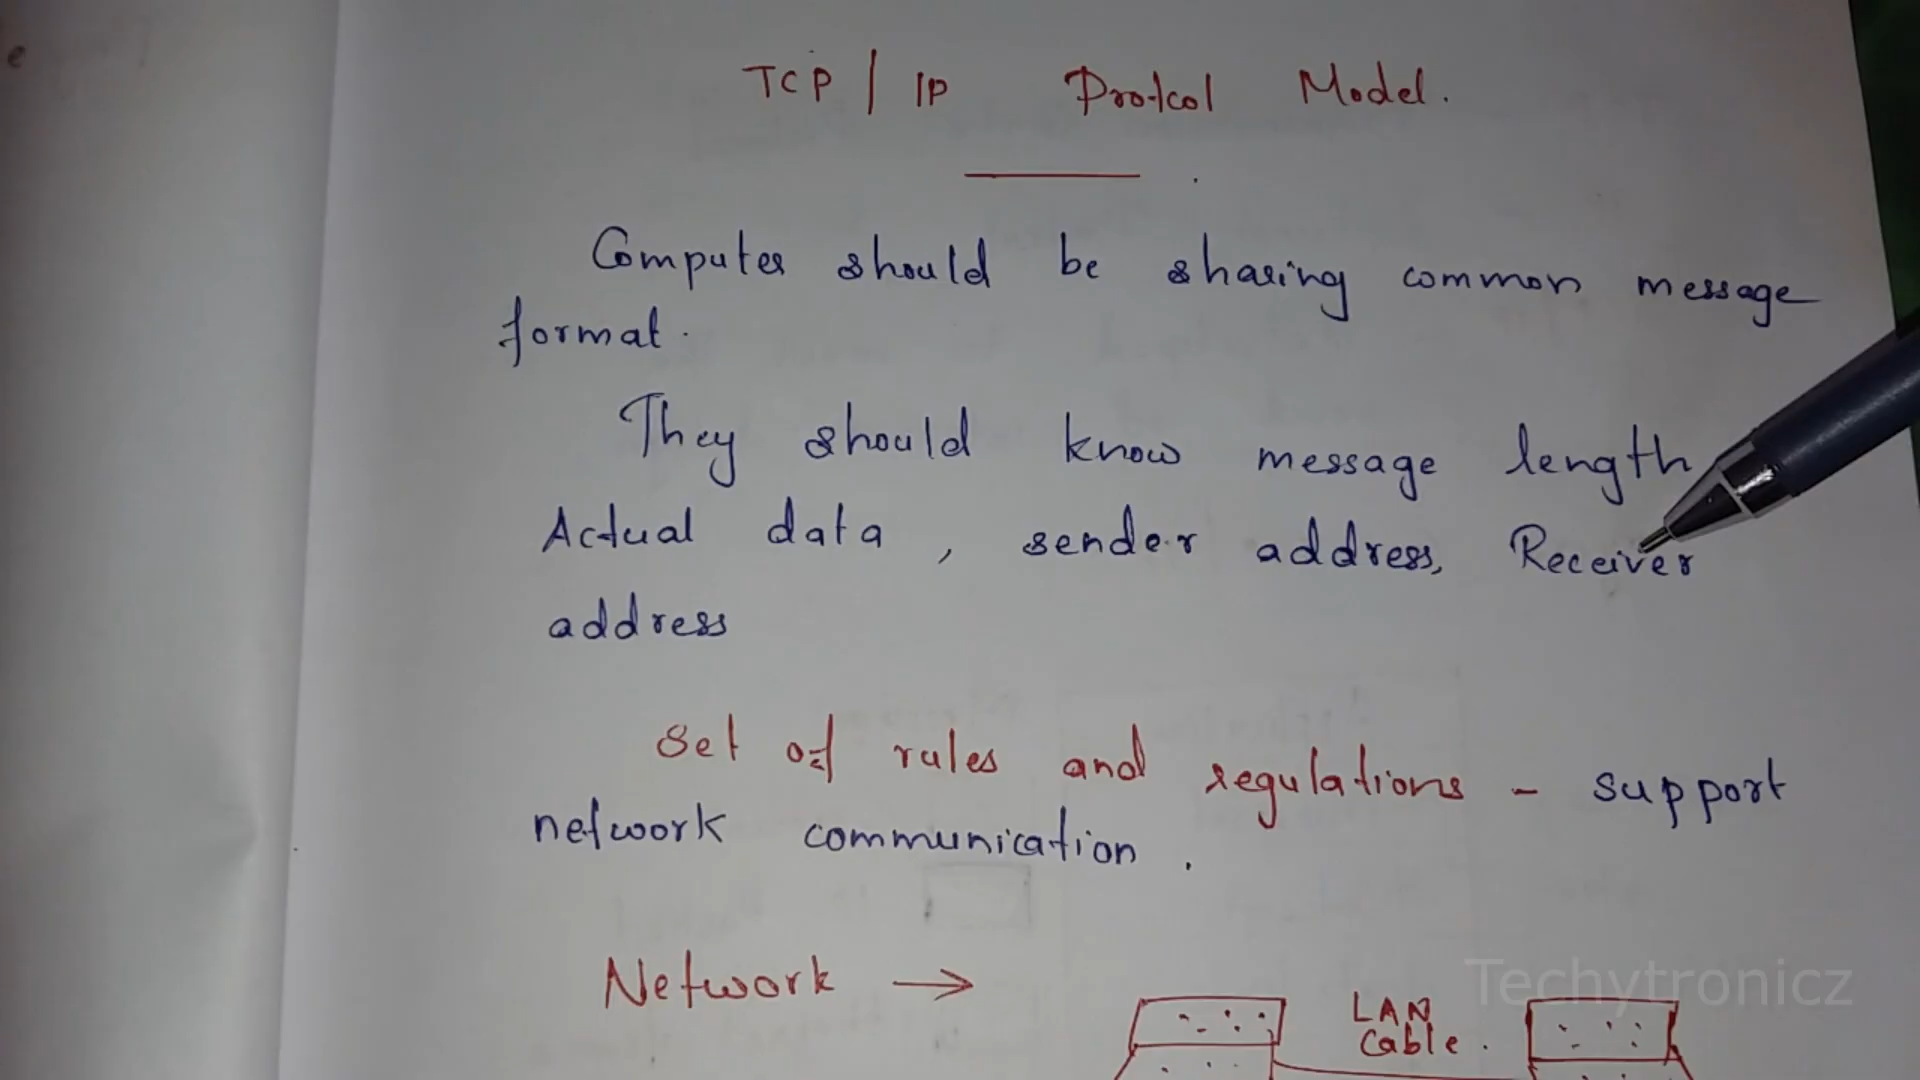 TCP / IP Protcol Model.
Computer should be sharing common message
format.
They should know message length
Actual data , sender address, Receiver
address
Set of rules and regulations - support
network communication .
Network →
LAN
Cable .
Techytronicz